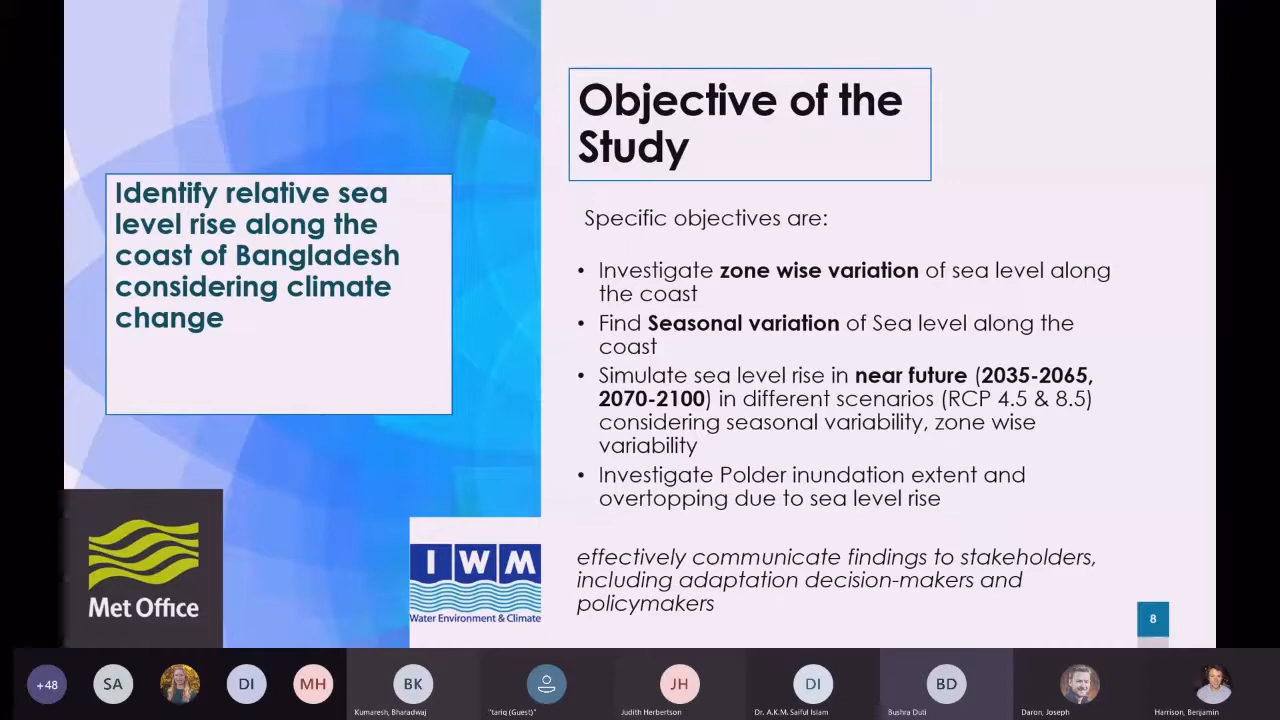 Identify relative sea
level rise along the
coast of Bangladesh
considering climate
change
Met Office
I W M
Water Environment & Climate
Objective of the
Study
Specific objectives are:
• Investigate zone wise variation of sea level along
the coast
• Find Seasonal variation of Sea level along the
coast
• Simulate sea level rise in near future (2035-2065,
2070-2100) in different scenarios (RCP 4.5 & 8.5)
considering seasonal variability, zone wise
variability
• Investigate Polder inundation extent and
overtopping due to sea level rise
effectively communicate findings to stakeholders,
including adaptation decision-makers and
policymakers
8
+48
SA
DI
MH
BK
Kumaresh, Bharadwaj
"tariq (Guest)"
JH
Judith Herbertson
DI
Dr. A.K.M. Saiful Islam
BD
Bushra Duti
Daron, Joseph
Harrison, Benjamin